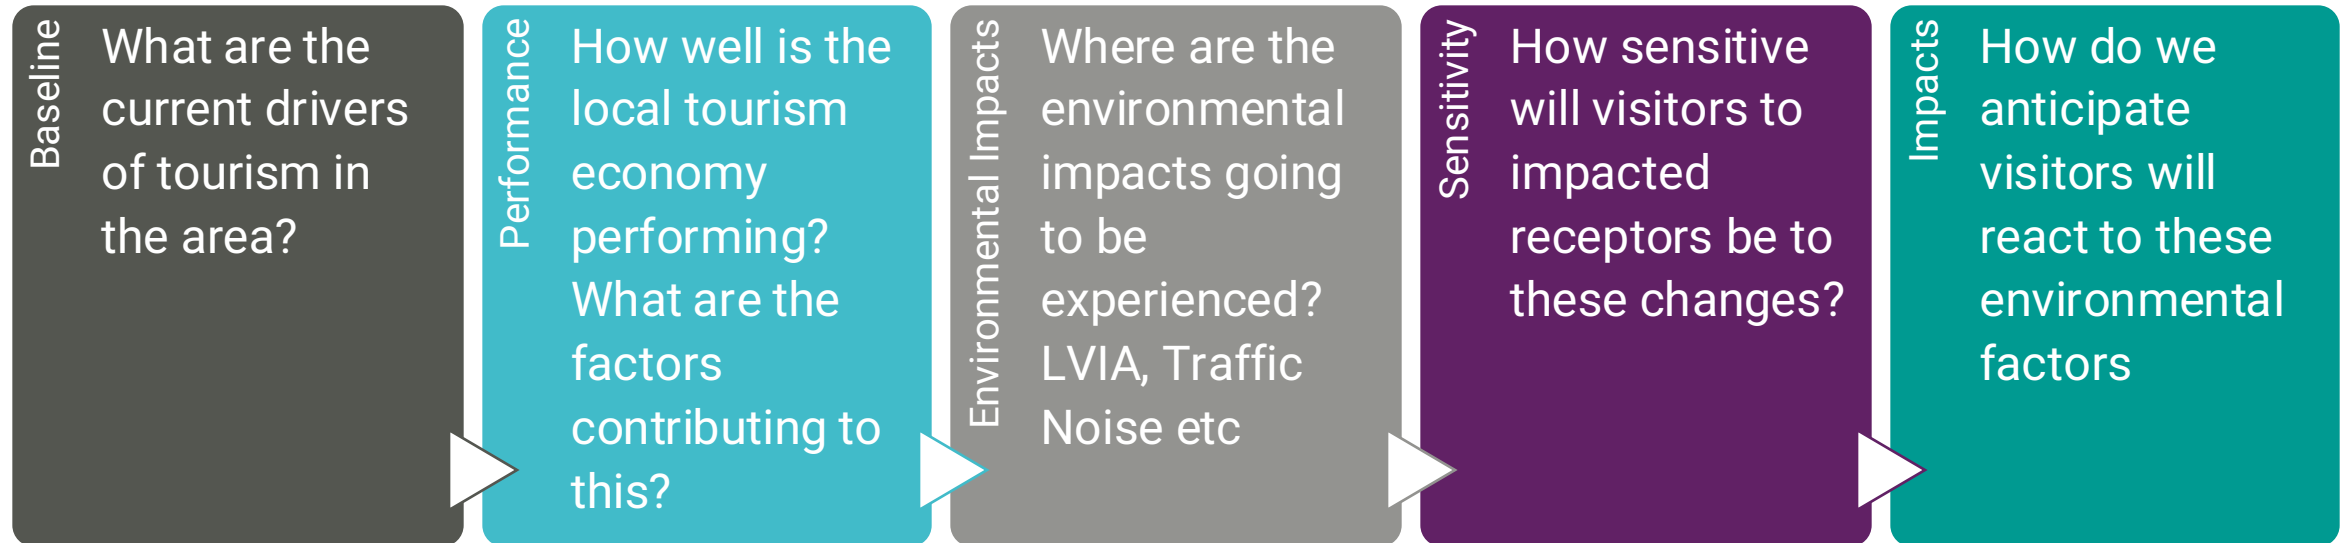 Baseline
What are the
current drivers
of tourism in
the area?
Performance
How well is the
local tourism
economy
performing?
What are the
factors
contributing to
this?
Environmental Impacts
Where are the
environmental
impacts going
to be
experienced?
LVIA, Traffic
Noise etc
Sensitivity
How sensitive
will visitors to
impacted
receptors be to
these changes?
Impacts
How do we
anticipate
visitors will
react to these
environmental
factors